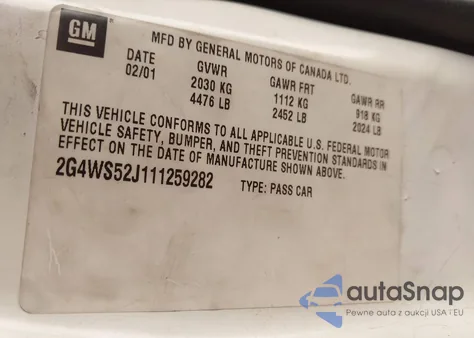 GM
MFD BY GENERAL MOTORS OF CANADA LTD.
DATE GVWR GAWR FRT GAWR RR
02/01 2030 KG 1112 KG 918 KG
4476 LB 2452 LB 2024 LB
THIS VEHICLE CONFORMS TO ALL APPLICABLE U.S. FEDERAL MOTOR
VEHICLE SAFETY, BUMPER, AND THEFT PREVENTION STANDARDS IN
EFFECT ON THE DATE OF MANUFACTURE SHOWN ABOVE.
2G4WS52J111259282 TYPE: PASS CAR
autoSnap
Pewne auta z aukcji USA i EU